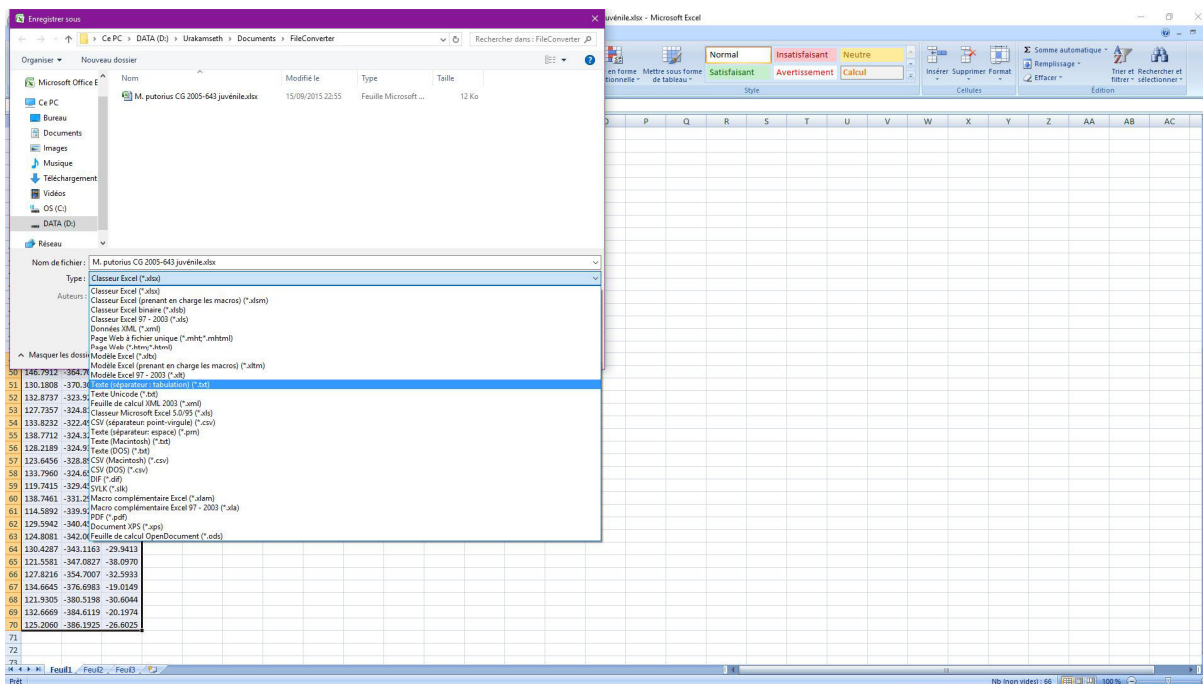 Enregistrer sous
uvénile.xlsx - Microsoft Excel
Ce PC > DATA (D:) > Urakamseth > Documents > FileConverter
Rechercher dans : FileConverter
Organiser
Nouveau dossier
Microsoft Office E
Ce PC
Bureau
Documents
Images
Musique
Téléchargement
Vidéos
OS (C:)
DATA (D:)
Réseau
Nom Modifié le Type Taille
M. putorius CG 2005-643 juvénile.xlsx 15/09/2015 22:55 Feuille Microsoft ... 12 Ko
Nom de fichier : M. putorius CG 2005-643 juvénile.xlsx
Type : Classeur Excel (*.xlsx)
Auteurs :
Masquer les dossi
Classeur Excel (*.xlsx)
Classeur Excel (prenant en charge les macros) (*.xlsm)
Classeur Excel binaire (*.xlsb)
Classeur Excel 97 - 2003 (*.xls)
Données XML (*.xml)
Page Web à fichier unique (*.mht;*.mhtml)
Page Web (*.htm;*.html)
Modèle Excel (*.xltx)
Modèle Excel (prenant en charge les macros) (*.xltm)
Modèle Excel 97 - 2003 (*.xlt)
Texte (séparateur : tabulation) (*.txt)
Texte Unicode (*.txt)
Feuille de calcul XML 2003 (*.xml)
Classeur Microsoft Excel 5.0/95 (*.xls)
CSV (séparateur: point-virgule) (*.csv)
Texte (séparateur: espace) (*.prn)
Texte (Macintosh) (*.txt)
Texte (DOS) (*.txt)
CSV (Macintosh) (*.csv)
CSV (DOS) (*.csv)
DIF (*.dif)
SYLK (*.slk)
Macro complémentaire Excel (*.xlam)
Macro complémentaire Excel 97 - 2003 (*.xla)
PDF (*.pdf)
Document XPS (*.xps)
Feuille de calcul OpenDocument (*.ods)
en forme
tionnelle
Mettre sous forme
de tableau
Normal Insatisfaisant Neutre
Satisfaisant Avertissement Calcul
Style
Insérer Supprimer Format
Cellules
Σ Somme automatique
Remplissage
Effacer
Trier et
filtrer
Rechercher et
sélectionner
Édition
P Q R S T U V W X Y Z AA AB AC
50 146.7912 -364.70
51 130.1808 -370.30
52 132.8737 -323.92
53 127.7357 -324.8
54 133.8232 -322.49
55 138.7712 -324.3
56 128.2189 -324.9
57 123.6456 -328.8
58 133.7960 -324.6
59 119.7415 -329.4
60 138.7461 -331.2
61 114.5892 -339.9
62 129.5942 -340.4
63 124.8081 -342.0
64 130.4287 -343.1163 -29.9413
65 121.5581 -347.0827 -38.0970
66 127.8216 -354.7007 -32.5933
67 134.6645 -376.6983 -19.0149
68 121.9305 -380.5198 -30.6044
69 132.6669 -384.6119 -20.1974
70 125.2060 -386.1925 -26.6025
71
72
73
Feuil1 Feuil2 Feuil3
Prêt
Nb (non vides) : 66
100 %